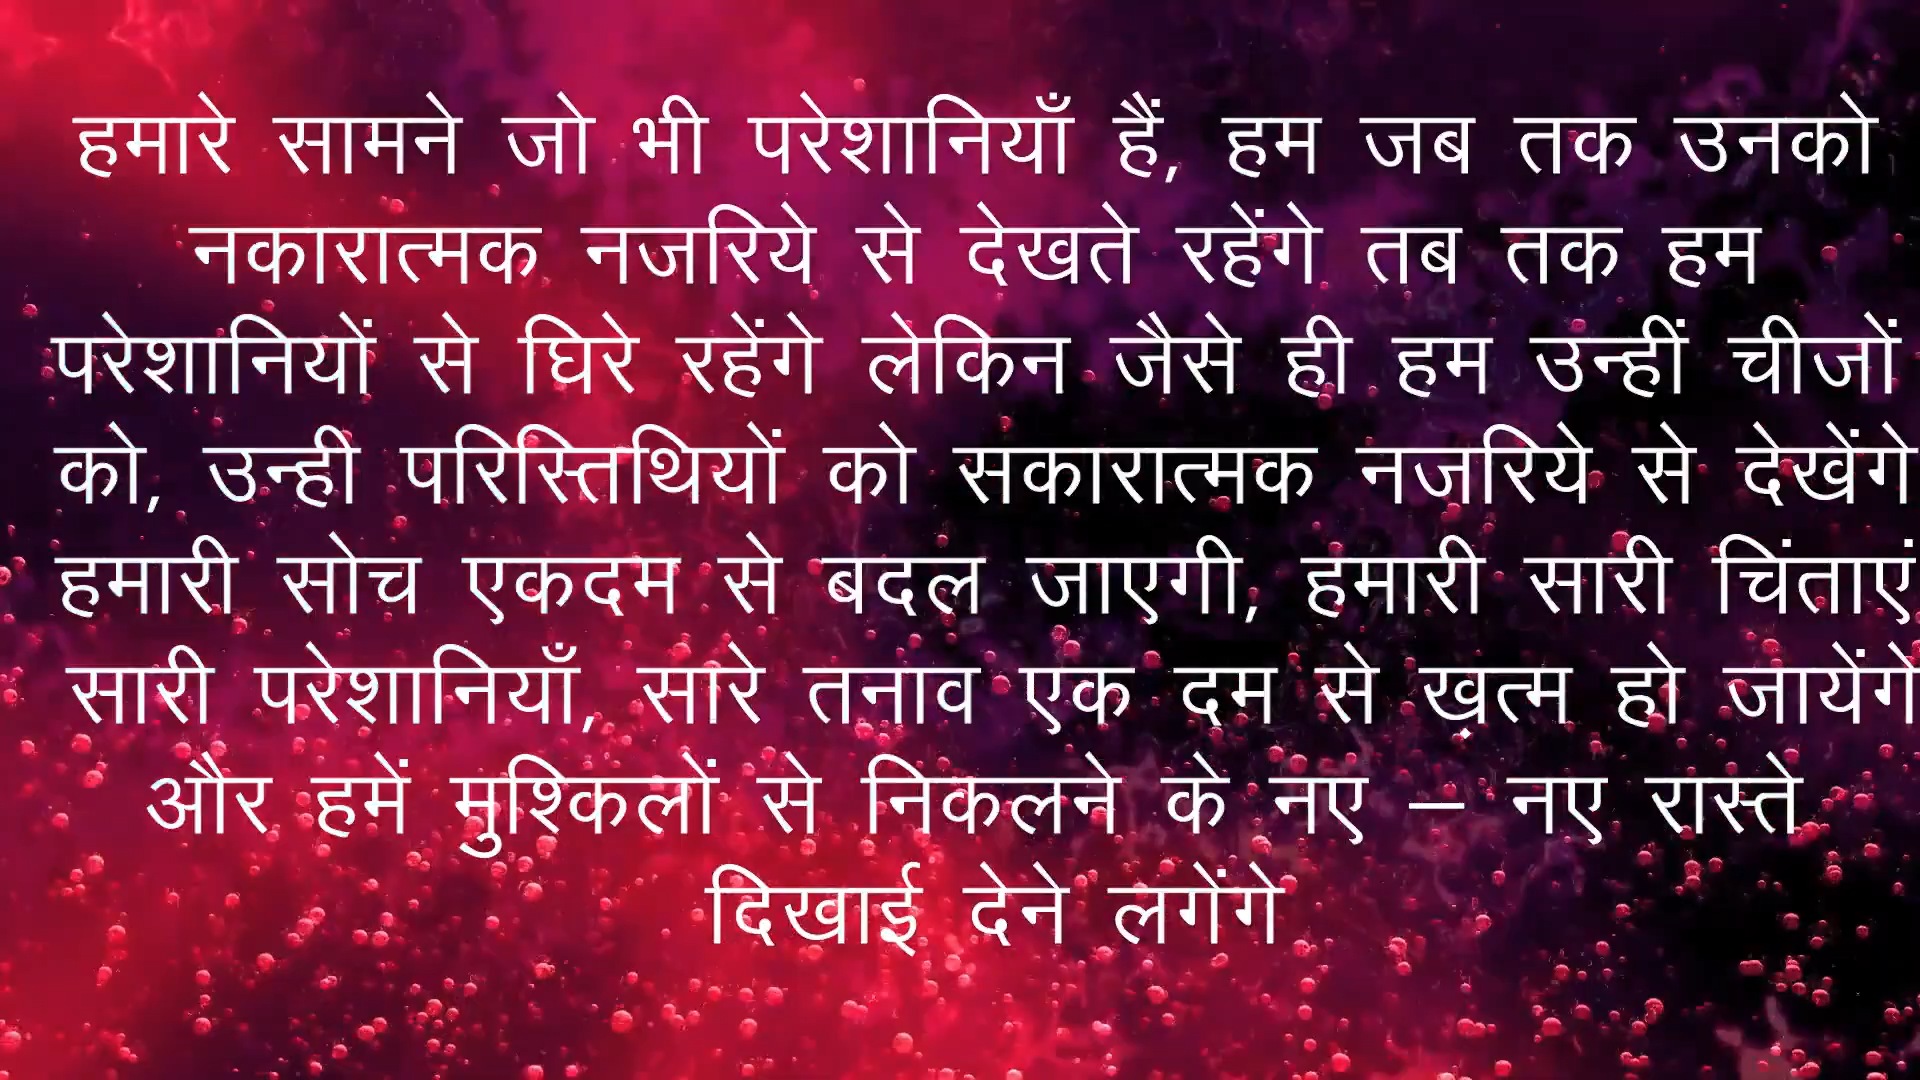 हमारे सामने जो भी परेशानियाँ हैं, हम जब तक उनको
नकारात्मक नजरिये से देखते रहेंगे तब तक हम
परेशानियों से घिरे रहेंगे लेकिन जैसे ही हम उन्हीं चीजों
को, उन्ही परिस्तिथियों को सकारात्मक नजरिये से देखेंगे
हमारी सोच एकदम से बदल जाएगी, हमारी सारी चिंताएं
सारी परेशानियाँ, सारे तनाव एक दम से ख़त्म हो जायेंगे
और हमें मुश्किलों से निकलने के नए – नए रास्ते
दिखाई देने लगेंगे